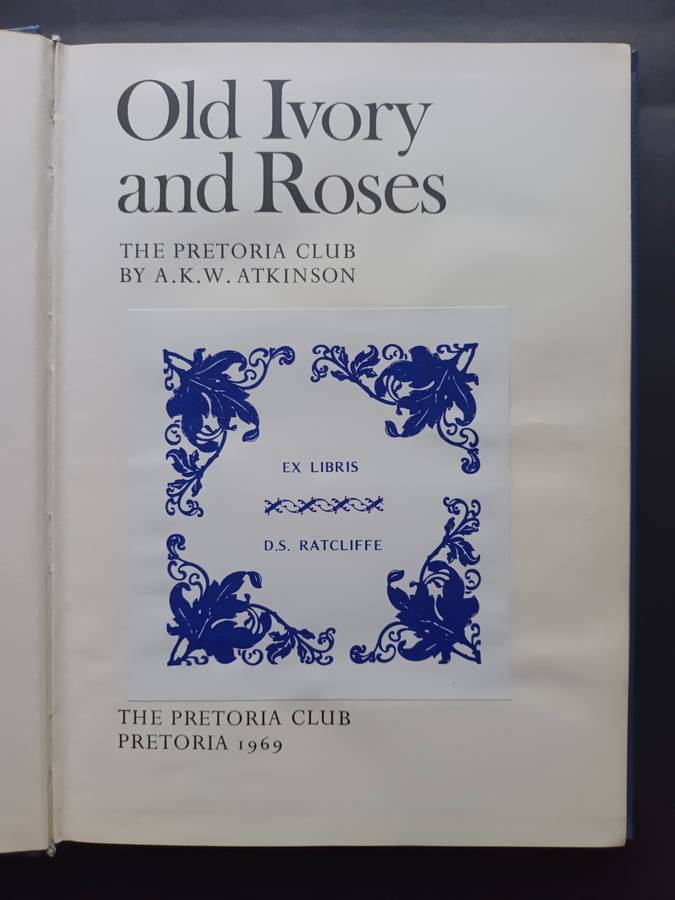 Old Ivory
and Roses
THE PRETORIA CLUB
BY A.K.W. ATKINSON
EX LIBRIS
D.S. RATCLIFFE
THE PRETORIA CLUB
PRETORIA 1969